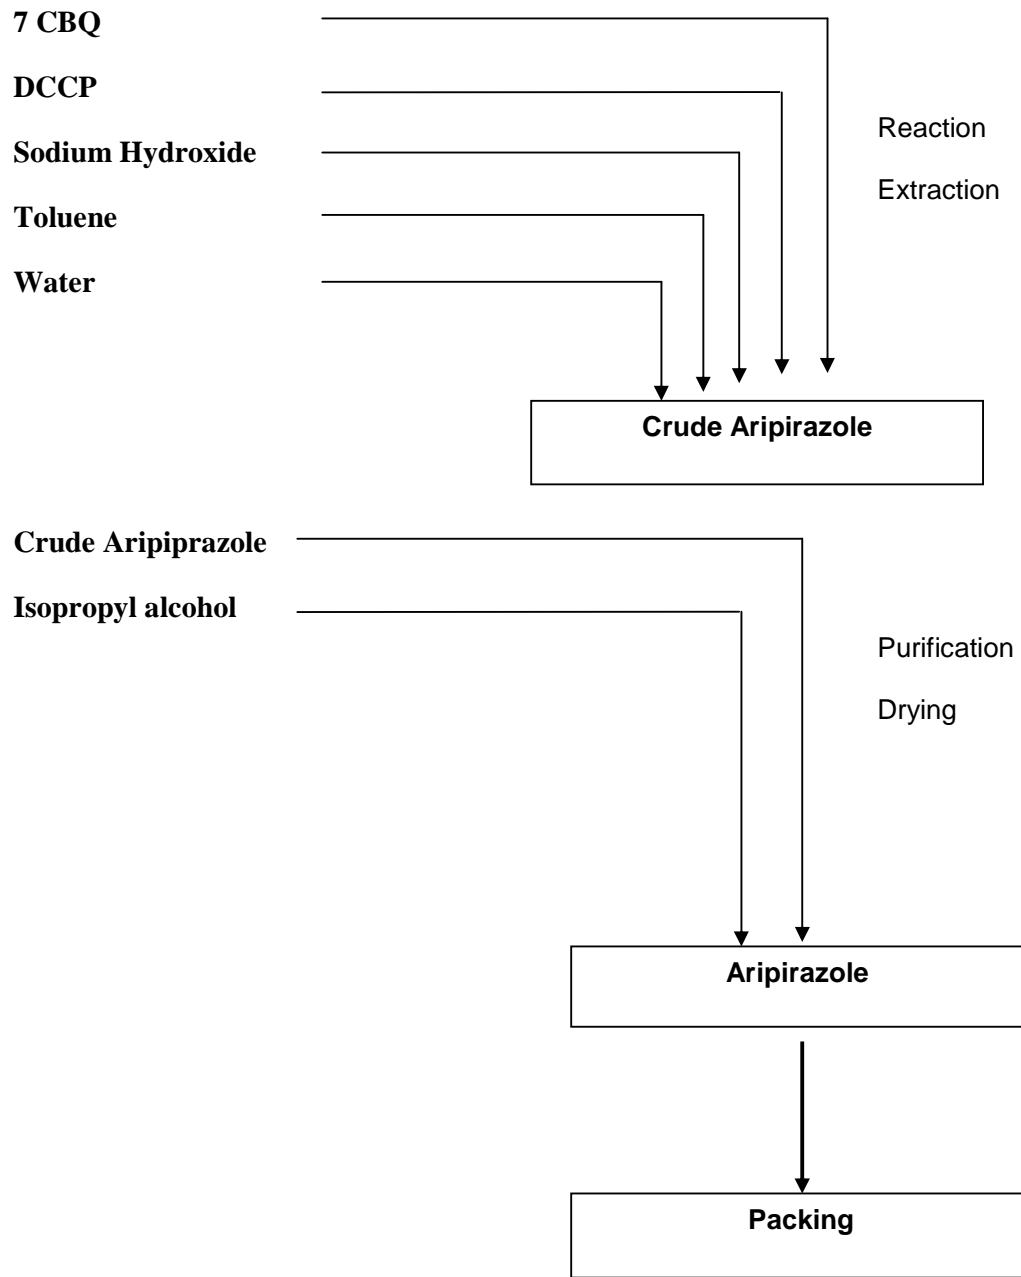 7 CBQ
DCCP
Reaction
Sodium Hydroxide
Extraction
Toluene
Water
Crude Aripirazole
Crude Aripiprazole
Isopropyl alcohol
Purification
Drying
Aripirazole
Packing